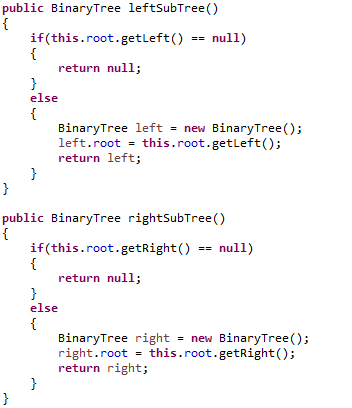 public BinaryTree leftSubTree()
{
    if(this.root.getLeft() == null)
    {
        return null;
    }
    else
    {
        BinaryTree left = new BinaryTree();
        left.root = this.root.getLeft();
        return left;
    }
}

public BinaryTree rightSubTree()
{
    if(this.root.getRight() == null)
    {
        return null;
    }
    else
    {
        BinaryTree right = new BinaryTree();
        right.root = this.root.getRight();
        return right;
    }
}